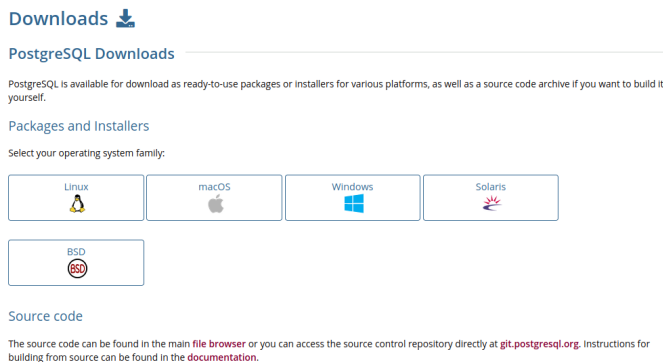 Downloads
PostgreSQL Downloads
PostgreSQL is available for download as ready-to-use packages or installers for various platforms, as well as a source code archive if you want to build it
yourself.
Packages and Installers
Select your operating system family:
Linux
macOS
Windows
Solaris
BSD
BSD
Source code
The source code can be found in the main file browser or you can access the source control repository directly at git.postgresql.org. Instructions for
building from source can be found in the documentation.